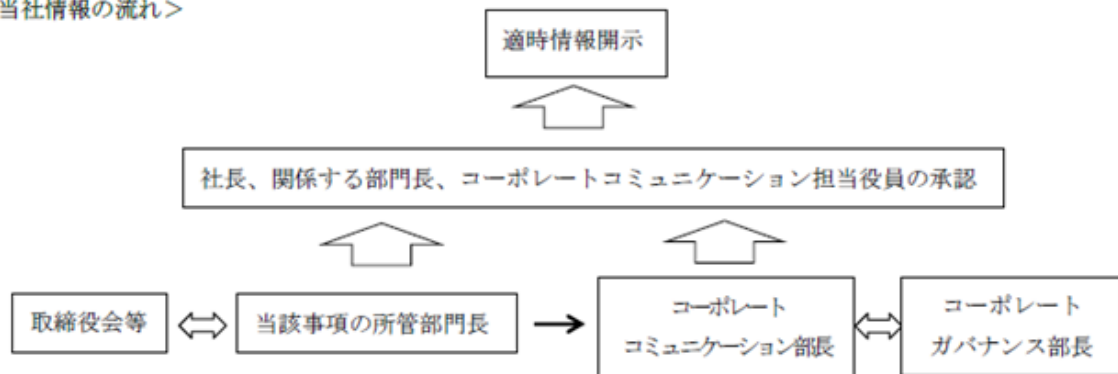 当社情報の流れ＞
適時情報開示
社長、関係する部門長、コーポレートコミュニケーション担当役員の承認
取締役会等
当該事項の所管部門長
コーポレート
コミュニケーション部長
コーポレート
ガバナンス部長